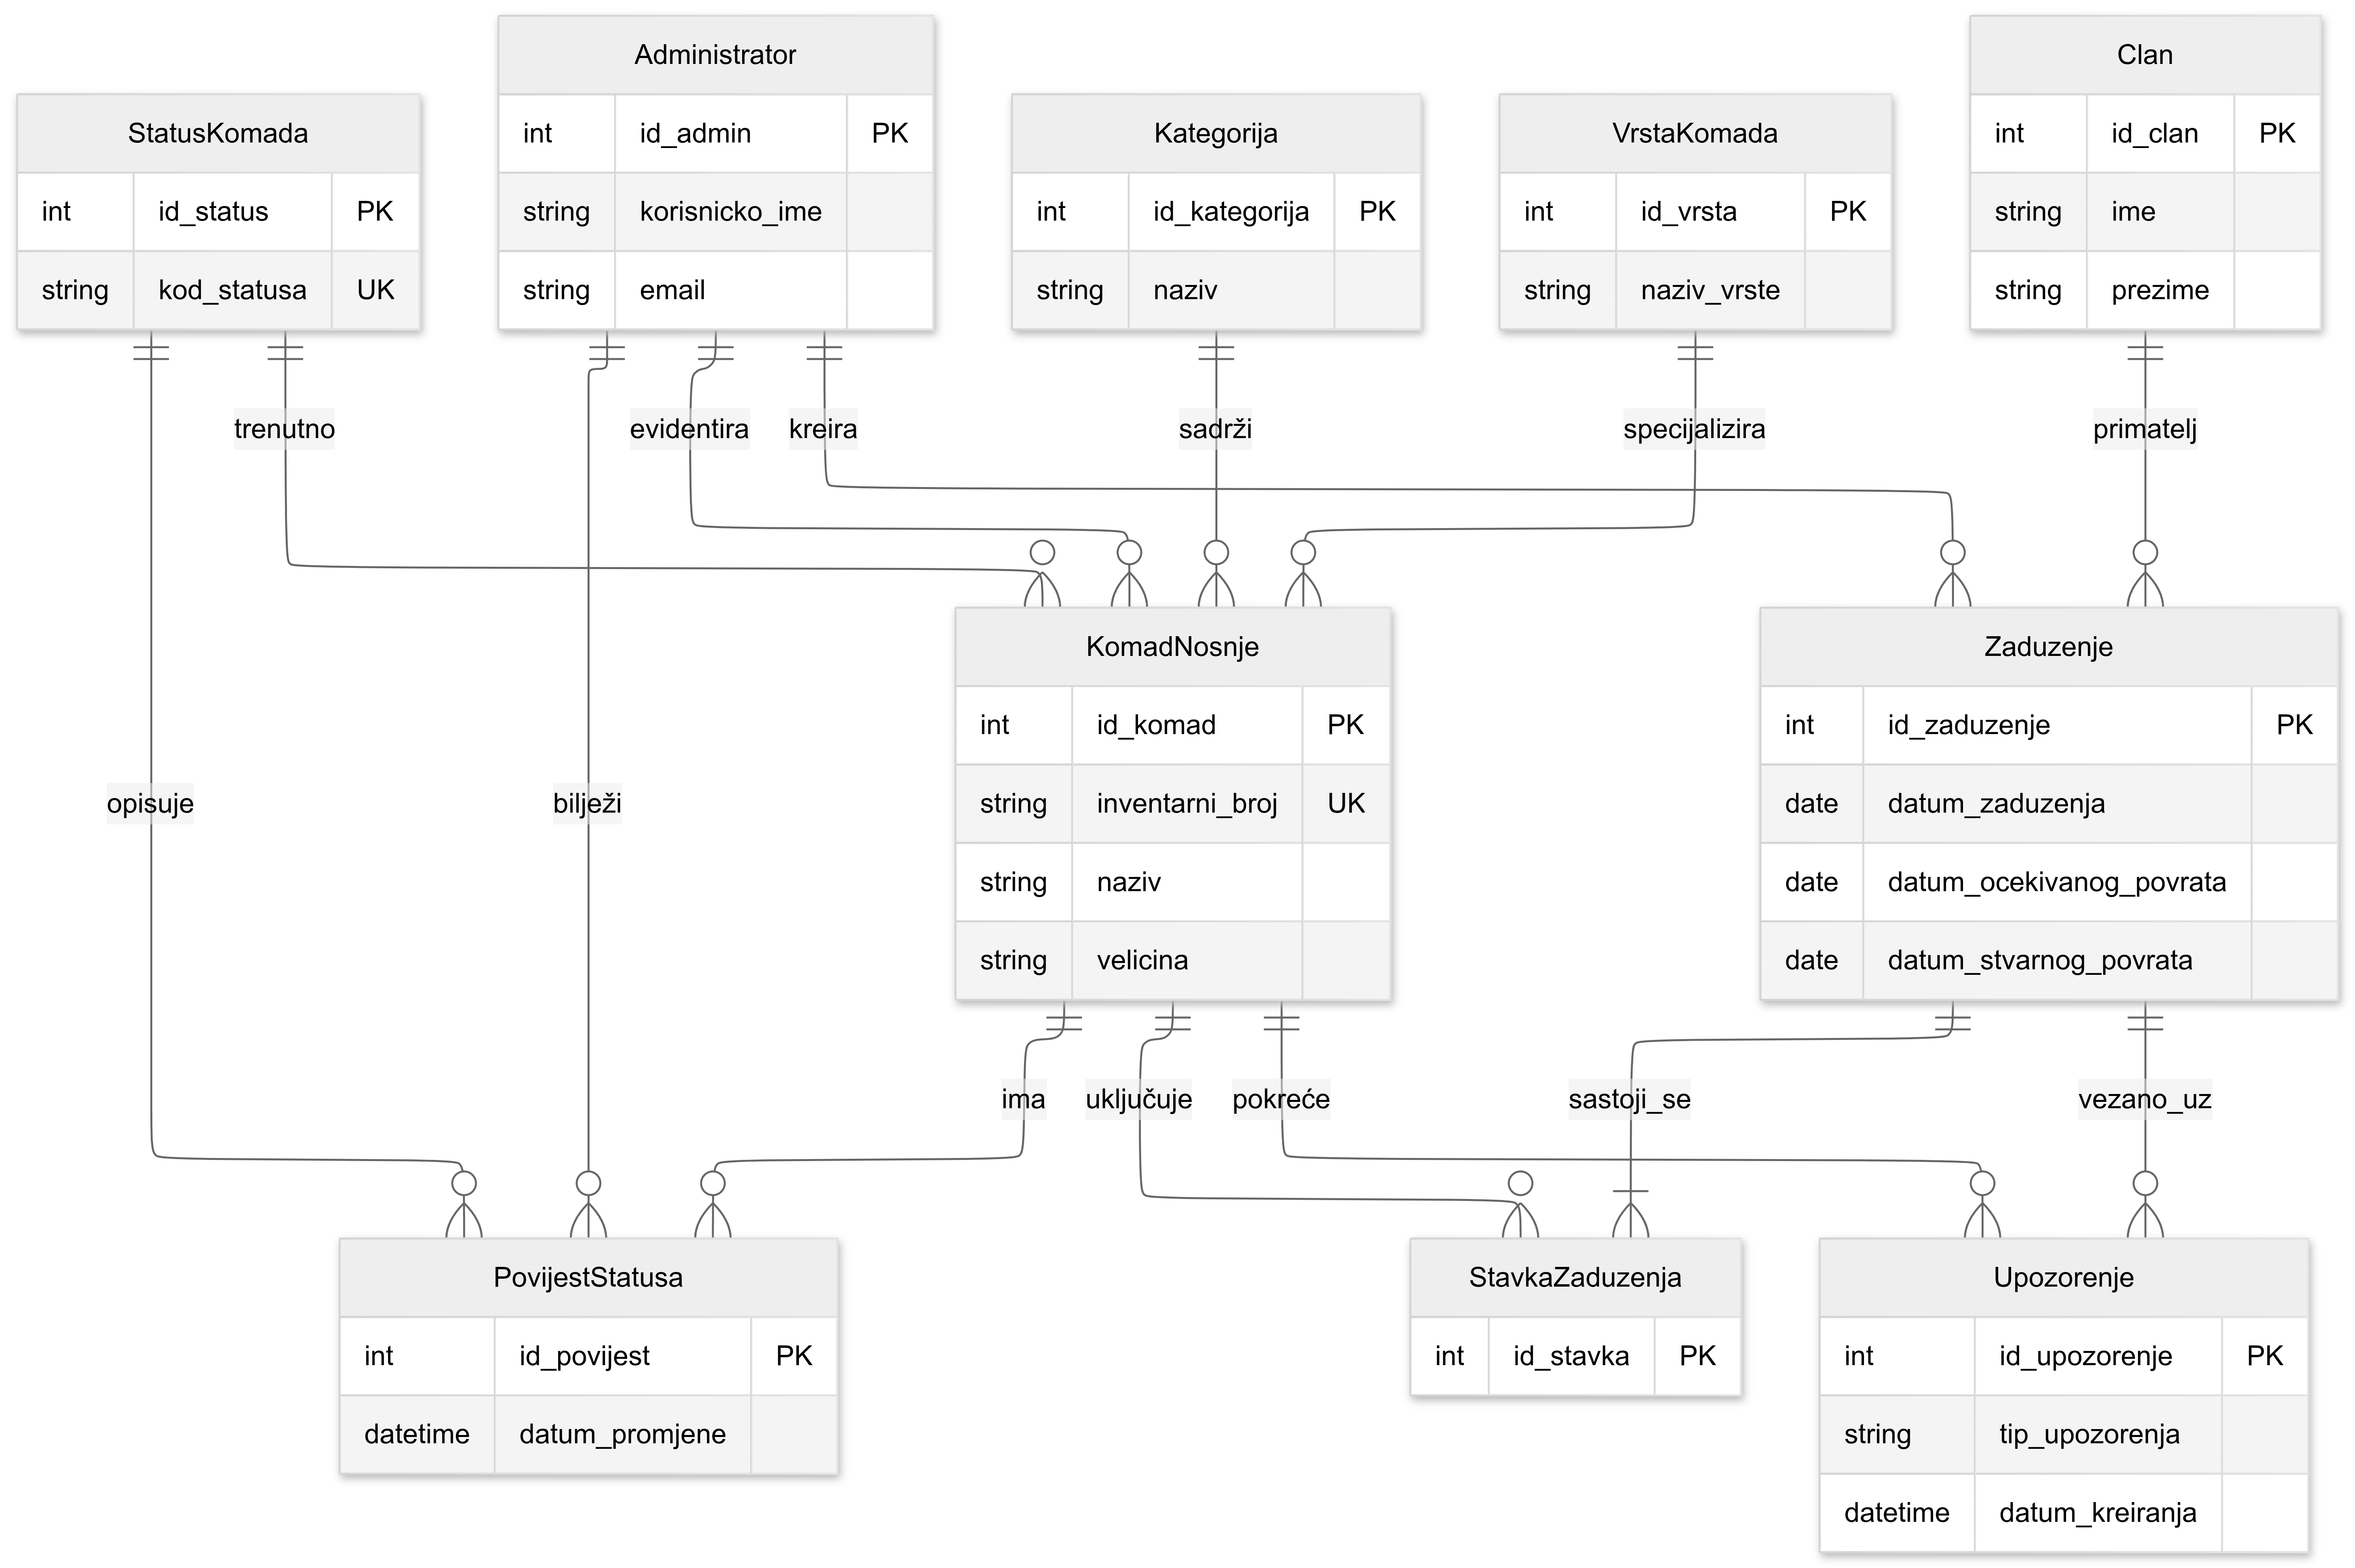 StatusKomada
int id_status PK
string kod_statusa UK
Administrator
int id_admin PK
string korisnicko_ime
string email
Kategorija
int id_kategorija PK
string naziv
VrstaKomada
int id_vrsta PK
string naziv_vrste
Clan
int id_clan PK
string ime
string prezime
trenutno
evidentira
kreira
sadrži
specijalizira
primatelj
KomadNosnje
int id_komad PK
string inventarni_broj UK
string naziv
string velicina
Zaduzenje
int id_zaduzenje PK
date datum_zaduzenja
date datum_ocekivanog_povrata
date datum_stvarnog_povrata
opisuje
bilježi
ima
uključuje
pokreće
sastoji_se
vezano_uz
PovijestStatusa
int id_povijest PK
datetime datum_promjene
StavkaZaduzenja
int id_stavka PK
Upozorenje
int id_upozorenje PK
string tip_upozorenja
datetime datum_kreiranja